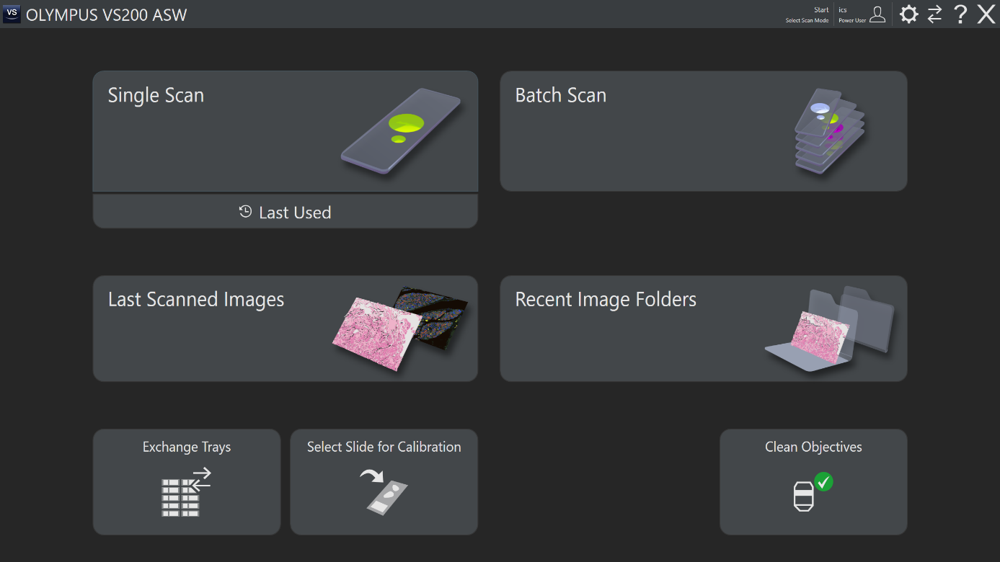 VS
OLYMPUS VS200 ASW
Start
Select Scan Mode
ics
Power User
?
Single Scan
Batch Scan
Last Used
Last Scanned Images
Recent Image Folders
Exchange Trays
Select Slide for Calibration
Clean Objectives